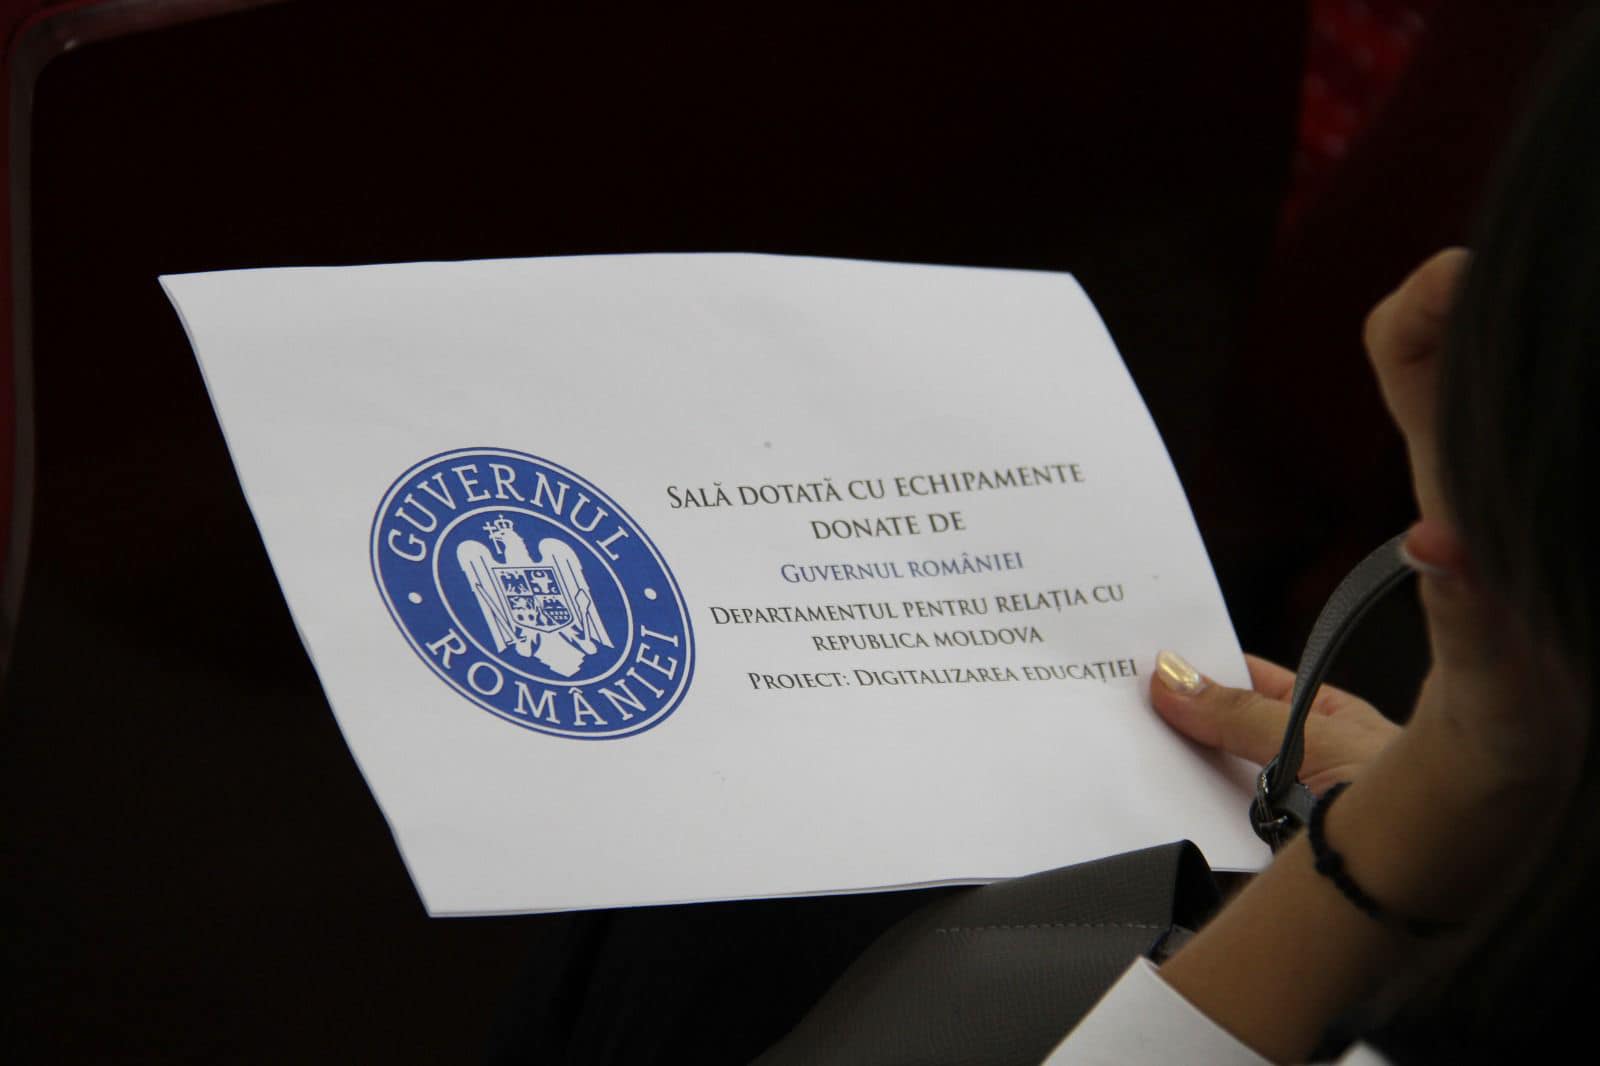 GUVERNUL
ROMÂNIEI
SALĂ DOTATĂ CU ECHIPAMENTE
DONATE DE
GUVERNUL ROMÂNIEI
DEPARTAMENTUL PENTRU RELAȚIA CU
REPUBLICA MOLDOVA
PROIECT: DIGITALIZAREA EDUCAȚIEI